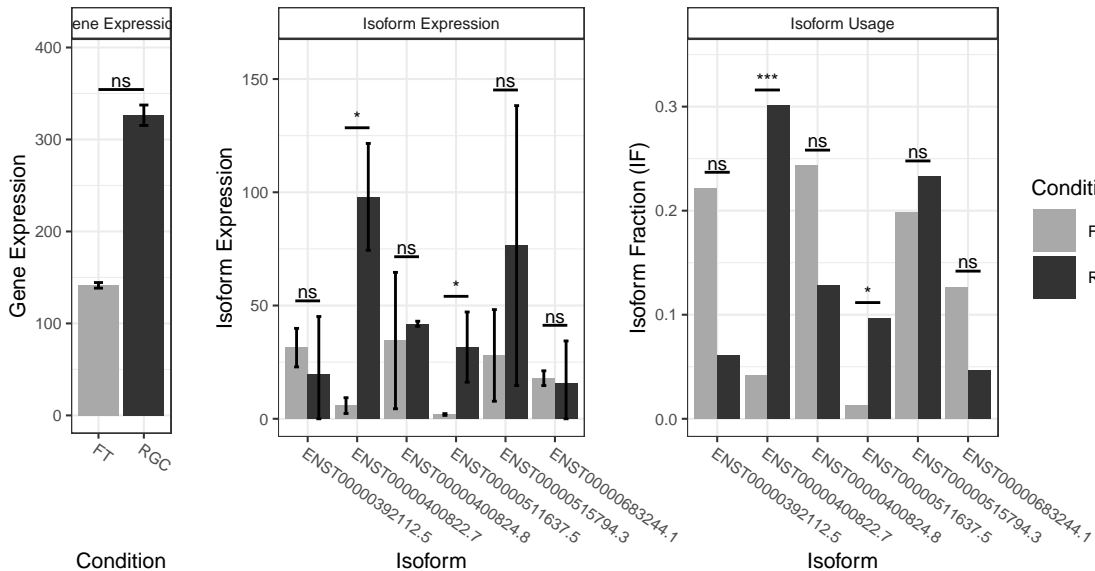 ene Expressio
Isoform Expression
Isoform Usage
Gene Expression
400
300
200
100
0
ns
FT
RGC
Condition
Isoform Expression
150
100
50
0
ns
*
ns
*
ns
ns
ENST00000392112.5
ENST00000400822.7
ENST00000400824.8
ENST00000511637.5
ENST00000515794.3
ENST00000683244.1
Isoform
Isoform Fraction (IF)
0.3
0.2
0.1
0.0
ns
***
ns
*
ns
ns
ENST00000392112.5
ENST00000400822.7
ENST00000400824.8
ENST00000511637.5
ENST00000515794.3
ENST00000683244.1
Isoform
Conditi
F
R